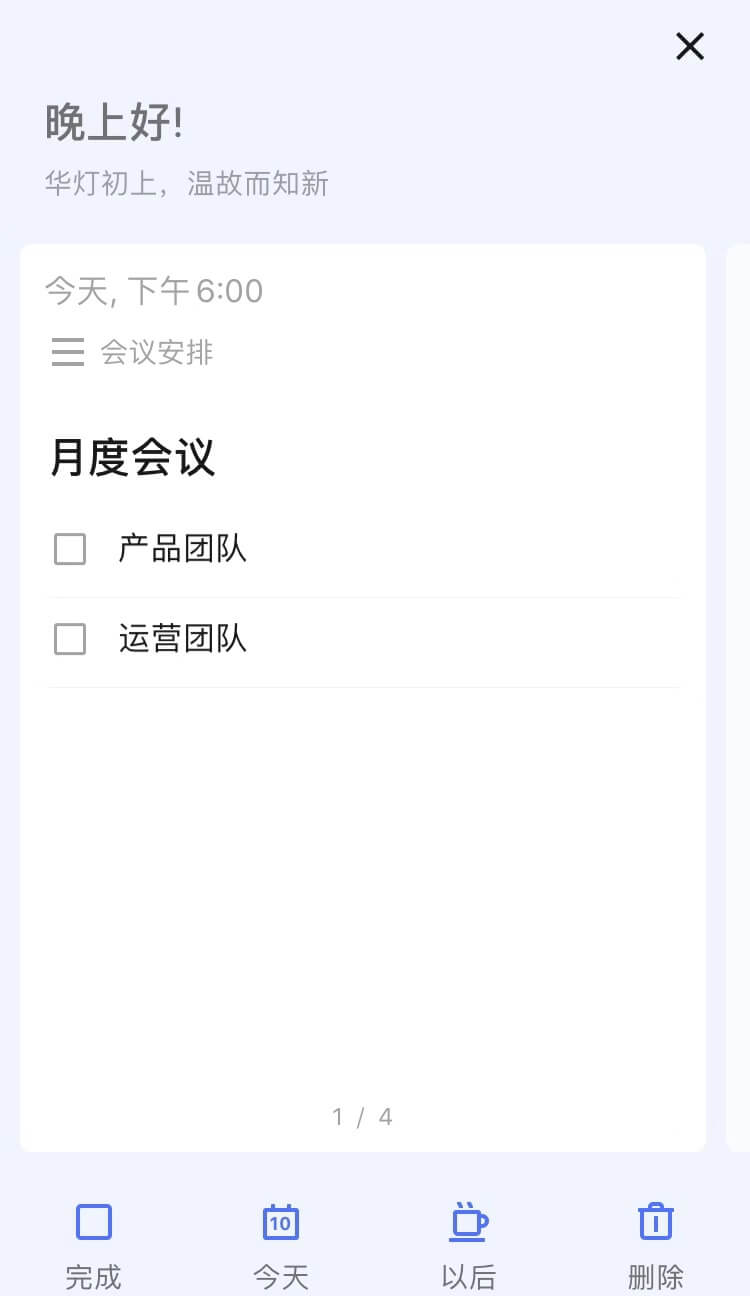 晚上好!
华灯初上，温故而知新
今天, 下午 6:00
会议安排
月度会议
产品团队
运营团队
1 / 4
10
完成 今天 以后 删除